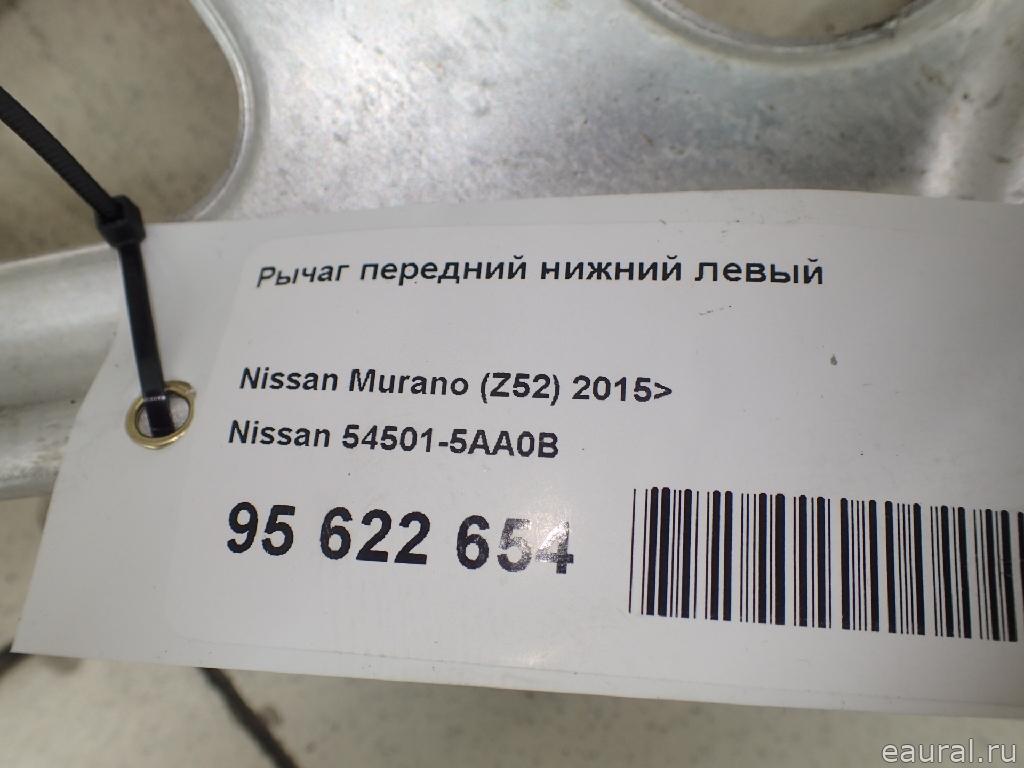 Рычаг передний нижний левый
Nissan Murano (Z52) 2015>
Nissan 54501-5AA0B
95 622 654
eaural.ru